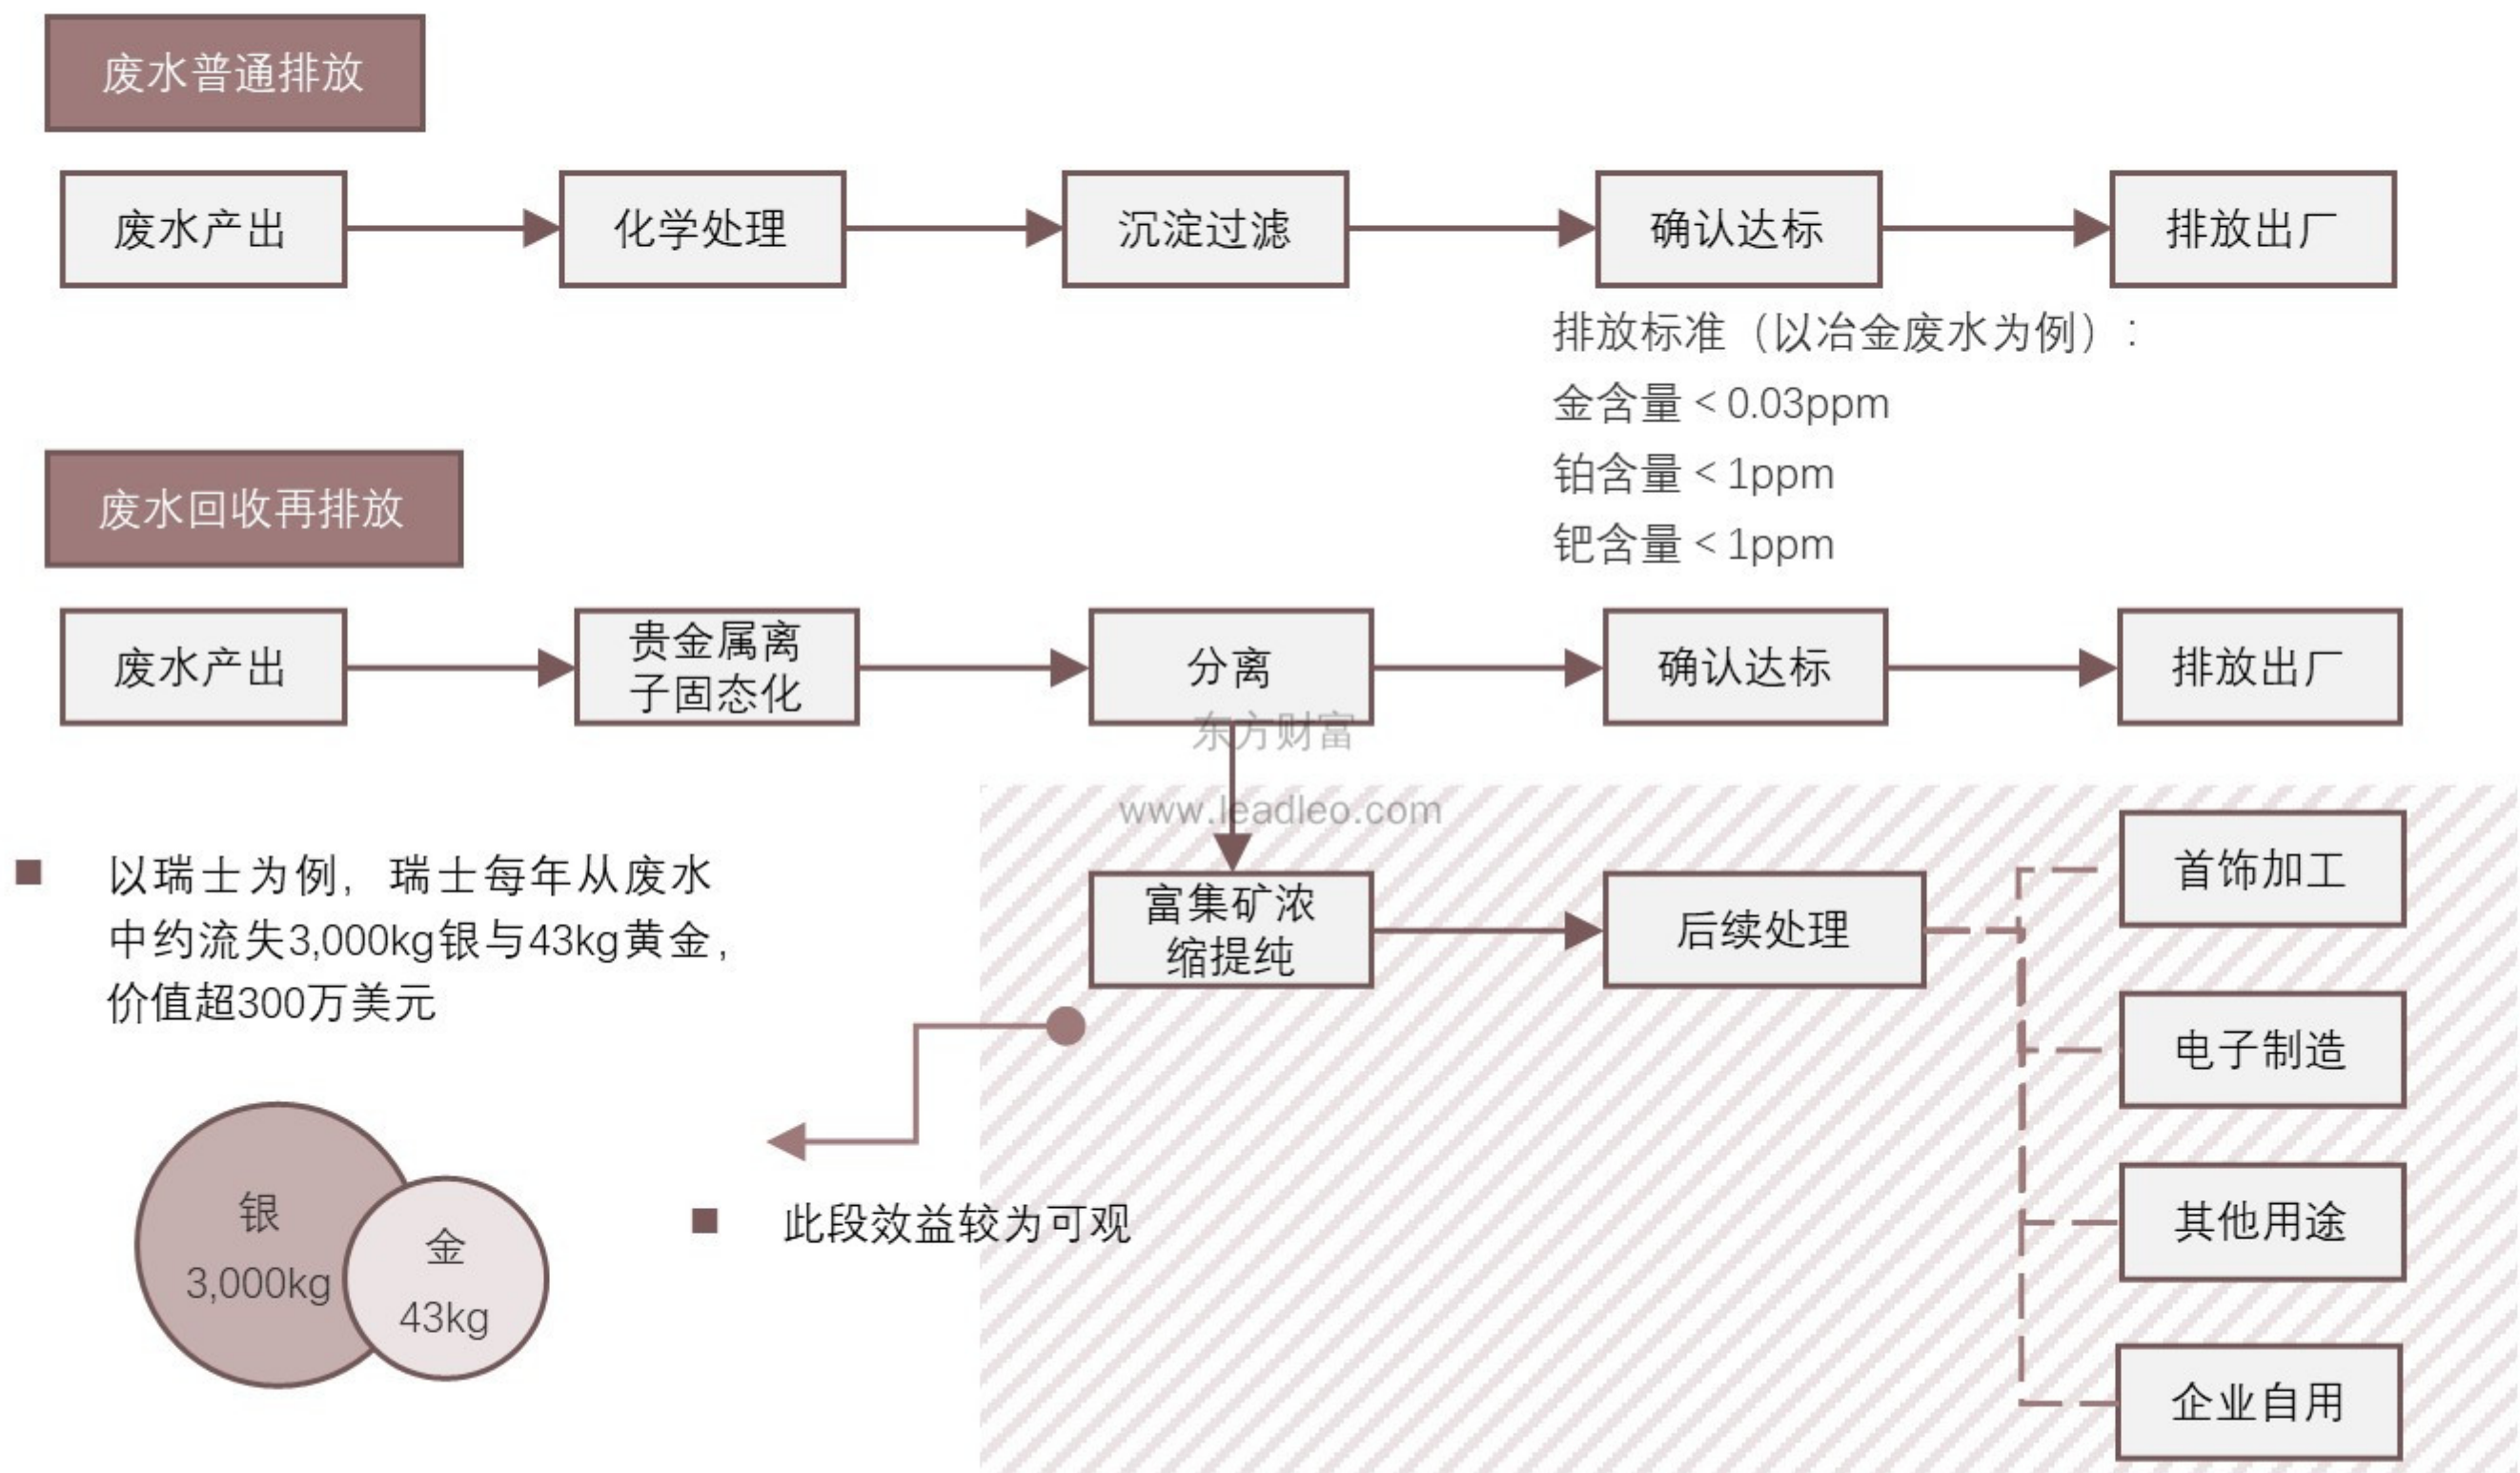 废水普通排放
废水产出
化学处理
沉淀过滤
确认达标
排放出厂
排放标准（以冶金废水为例）:
金含量 < 0.03ppm
铂含量 < 1ppm
钯含量 < 1ppm
废水回收再排放
废水产出
贵金属离
子固态化
分离
确认达标
排放出厂
东方财富
www.leadleo.com
富集矿浓
缩提纯
后续处理
首饰加工
电子制造
其他用途
企业自用
以瑞士为例，瑞士每年从废水
中约流失3,000kg银与43kg黄金,
价值超300万美元
银
3,000kg
金
43kg
此段效益较为可观